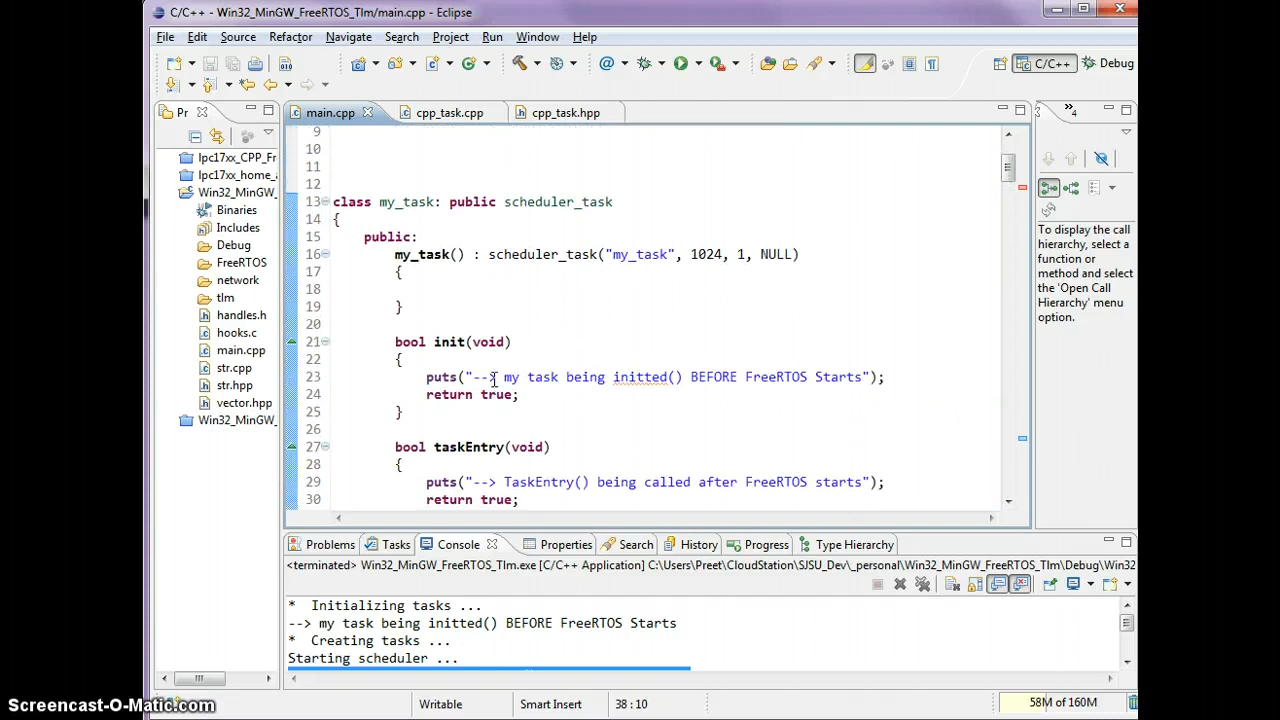 C/C++ - Win32_MinGW_FreeRTOS_Tlm/main.cpp - Eclipse
File Edit Source Refactor Navigate Search Project Run Window Help
C/C++ Debug
Pr main.cpp cpp_task.cpp cpp_task.hpp 4
lpc17xx_CPP_Fr
lpc17xx_home_
Win32_MinGW_
Binaries
Includes
Debug
FreeRTOS
network
tlm
handles.h
hooks.c
main.cpp
str.cpp
str.hpp
vector.hpp
Win32_MinGW_
9
10
11
12
13 class my_task: public scheduler_task
14 {
15 public:
16 my_task() : scheduler_task("my_task", 1024, 1, NULL)
17 {
18
19 }
20
21 bool init(void)
22 {
23 puts("--> my task being initted() BEFORE FreeRTOS Starts");
24 return true;
25 }
26
27 bool taskEntry(void)
28 {
29 puts("--> TaskEntry() being called after FreeRTOS starts");
30 return true;
To display the call
hierarchy, select a
function or
method and select
the 'Open Call
Hierarchy' menu
option.
Problems Tasks Console Properties Search History Progress Type Hierarchy
<terminated> Win32_MinGW_FreeRTOS_Tlm.exe [C/C++ Application] C:\Users\Preet\CloudStation\SJSU_Dev\_personal\Win32_MinGW_FreeRTOS_Tlm\Debug\Win32
* Initializing tasks ...
--> my task being initted() BEFORE FreeRTOS Starts
* Creating tasks ...
Starting scheduler ...
Writable Smart Insert 38 : 10 58M of 160M
Screencast-O-Matic.com